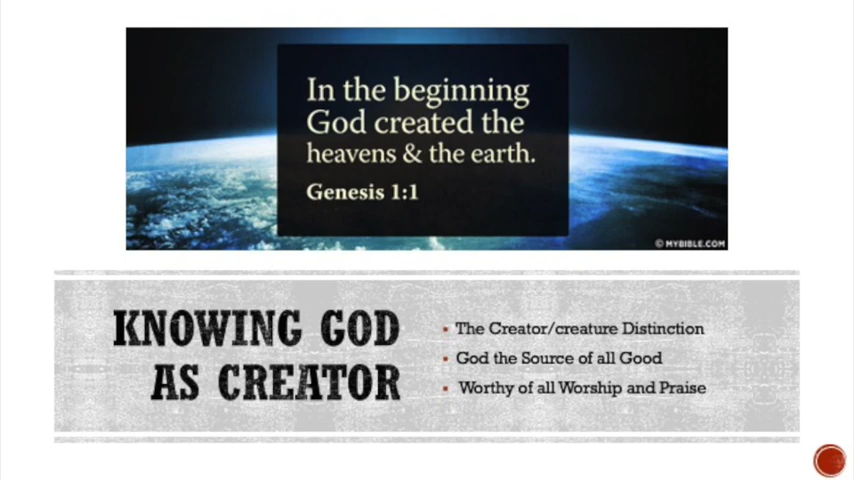 In the beginning
God created the
heavens & the earth.
Genesis 1:1
© MYBIBLE.COM
KNOWING GOD
AS CREATOR
▪ The Creator/creature Distinction
▪ God the Source of all Good
▪ Worthy of all Worship and Praise